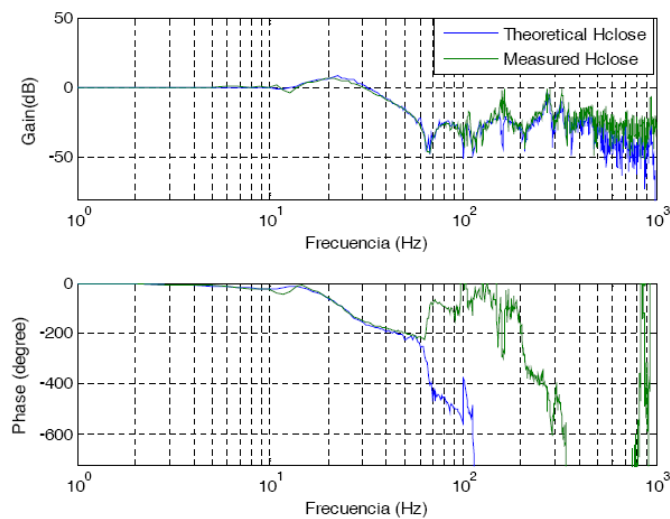 50
0
-50
Gain(dB)
Theoretical Hclose
Measured Hclose
10^0
10^1
10^2
10^3
Frecuencia (Hz)
0
-200
-400
-600
Phase (degree)
10^0
10^1
10^2
10^3
Frecuencia (Hz)